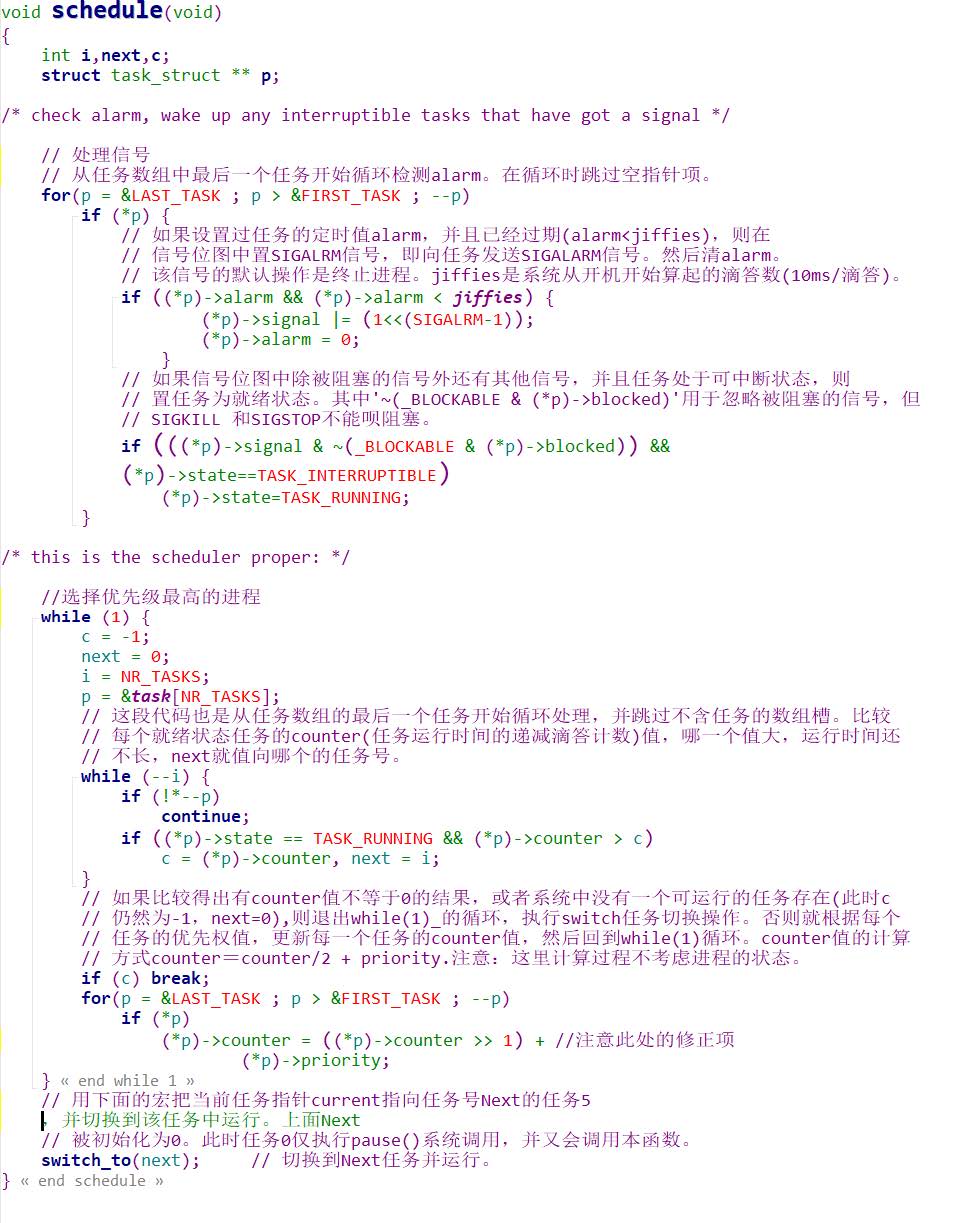 void schedule(void)
{
    int i,next,c;
    struct task_struct ** p;
/* check alarm, wake up any interruptible tasks that have got a signal */
    // 处理信号
    // 从任务数组中最后一个任务开始循环检测alarm。在循环时跳过空指针项。
    for(p = &LAST_TASK ; p > &FIRST_TASK ; --p)
        if (*p) {
            // 如果设置过任务的定时值alarm，并且已经过期(alarm<jiffies),则在
            // 信号位图中置SIGALRM信号，即向任务发送SIGALARM信号。然后清alarm。
            // 该信号的默认操作是终止进程。jiffies是系统从开机开始算起的滴答数(10ms/滴答)。
            if ((*p)->alarm && (*p)->alarm < jiffies) {
                    (*p)->signal |= (1<<(SIGALRM-1));
                    (*p)->alarm = 0;
                }
            // 如果信号位图中除被阻塞的信号外还有其他信号，并且任务处于可中断状态，则
            // 置任务为就绪状态。其中'~(_BLOCKABLE & (*p)->blocked)'用于忽略被阻塞的信号，但
            // SIGKILL 和SIGSTOP不能呗阻塞。
            if (((*p)->signal & ~(_BLOCKABLE & (*p)->blocked)) &&
            (*p)->state==TASK_INTERRUPTIBLE)
                (*p)->state=TASK_RUNNING;
        }
/* this is the scheduler proper: */
    //选择优先级最高的进程
    while (1) {
        c = -1;
        next = 0;
        i = NR_TASKS;
        p = &task[NR_TASKS];
        // 这段代码也是从任务数组的最后一个任务开始循环处理，并跳过不含任务的数组槽。比较
        // 每个就绪状态任务的counter(任务运行时间的递减滴答计数)值，哪一个值大，运行时间还
        // 不长，next就值向哪个的任务号。
        while (--i) {
            if (!*--p)
                continue;
            if ((*p)->state == TASK_RUNNING && (*p)->counter > c)
                c = (*p)->counter, next = i;
        }
        // 如果比较得出有counter值不等于0的结果，或者系统中没有一个可运行的任务存在(此时c
        // 仍然为-1，next=0),则退出while(1)_的循环，执行switch任务切换操作。否则就根据每个
        // 任务的优先权值，更新每一个任务的counter值，然后回到while(1)循环。counter值的计算
        // 方式counter＝counter/2 + priority.注意：这里计算过程不考虑进程的状态。
        if (c) break;
        for(p = &LAST_TASK ; p > &FIRST_TASK ; --p)
            if (*p)
                (*p)->counter = ((*p)->counter >> 1) + //注意此处的修正项
                        (*p)->priority;
    } « end while 1 »
    // 用下面的宏把当前任务指针current指向任务号Next的任务5
    ，并切换到该任务中运行。上面Next
    // 被初始化为0。此时任务0仅执行pause()系统调用，并又会调用本函数。
    switch_to(next);     // 切换到Next任务并运行。
} « end schedule »